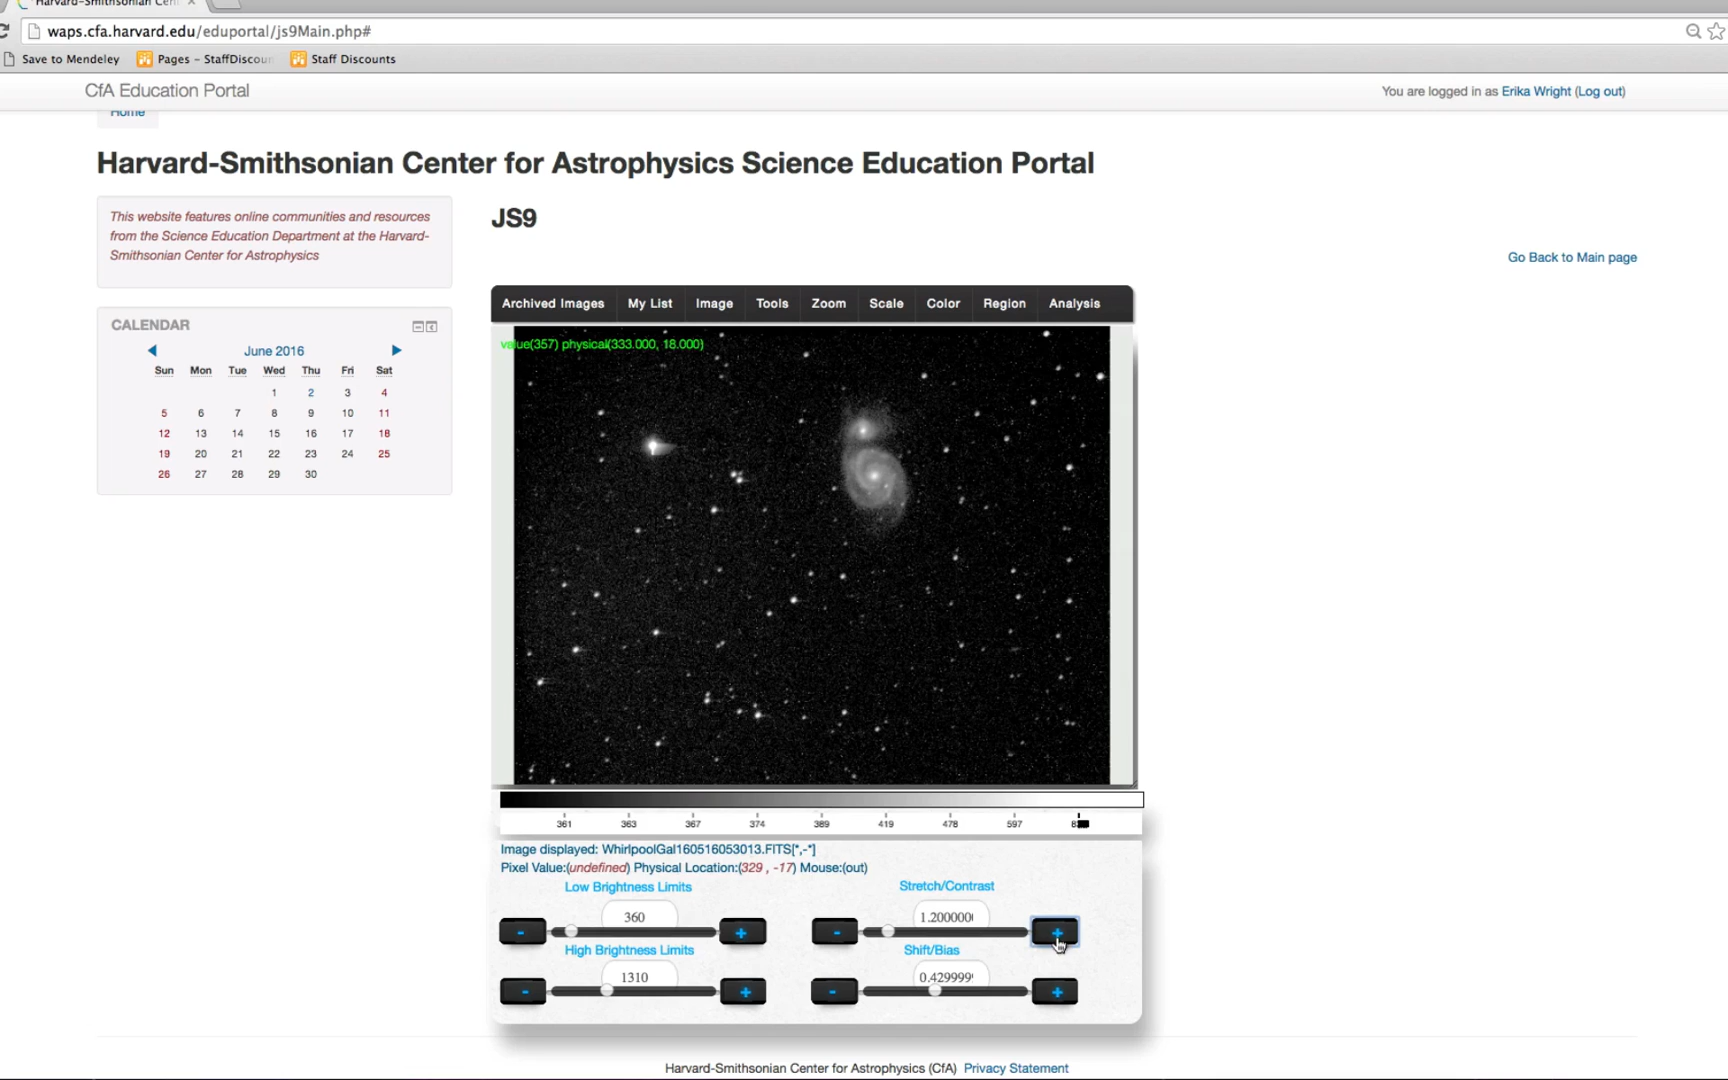 Harvard-Smithsonian Cen
waps.cfa.harvard.edu/eduportal/js9Main.php#
Save to Mendeley Pages - StaffDiscoun Staff Discounts
CfA Education Portal
You are logged in as Erika Wright (Log out)
Home
Harvard-Smithsonian Center for Astrophysics Science Education Portal
This website features online communities and resources
from the Science Education Department at the Harvard-
Smithsonian Center for Astrophysics
JS9
Go Back to Main page
CALENDAR
June 2016
Sun Mon Tue Wed Thu Fri Sat
1 2 3 4
5 6 7 8 9 10 11
12 13 14 15 16 17 18
19 20 21 22 23 24 25
26 27 28 29 30
Archived Images My List Image Tools Zoom Scale Color Region Analysis
value(357) physical(333.000, 18.000)
361 363 367 374 389 419 478 597
Image displayed: WhirlpoolGal160516053013.FITS[*,-*]
Pixel Value:(undefined) Physical Location:(329 , -17) Mouse:(out)
Low Brightness Limits Stretch/Contrast
- 360 + - 1.200000 +
High Brightness Limits Shift/Bias
- 1310 + - 0.429999 +
Harvard-Smithsonian Center for Astrophysics (CfA) Privacy Statement